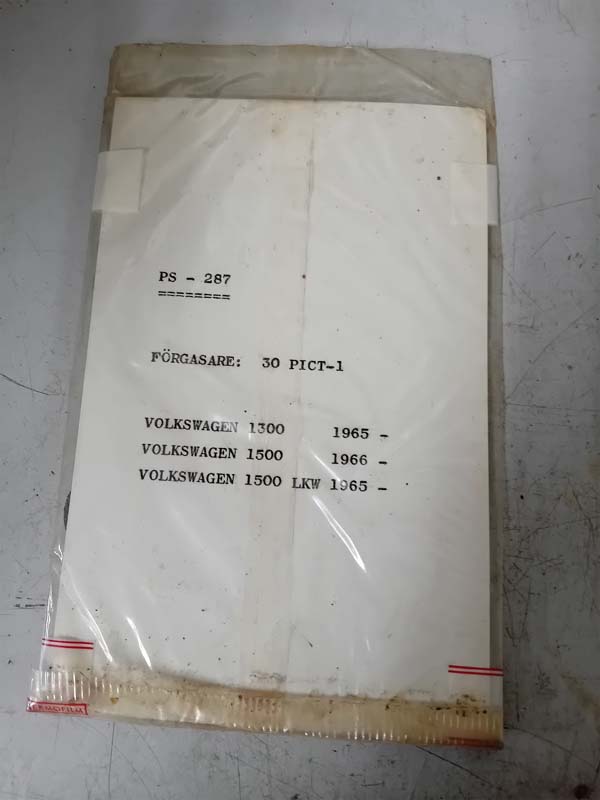 PS - 287
========
FÖRGASARE: 30 PICT-1
VOLKSWAGEN 1300 1965 -
VOLKSWAGEN 1500 1966 -
VOLKSWAGEN 1500 LKW 1965 -